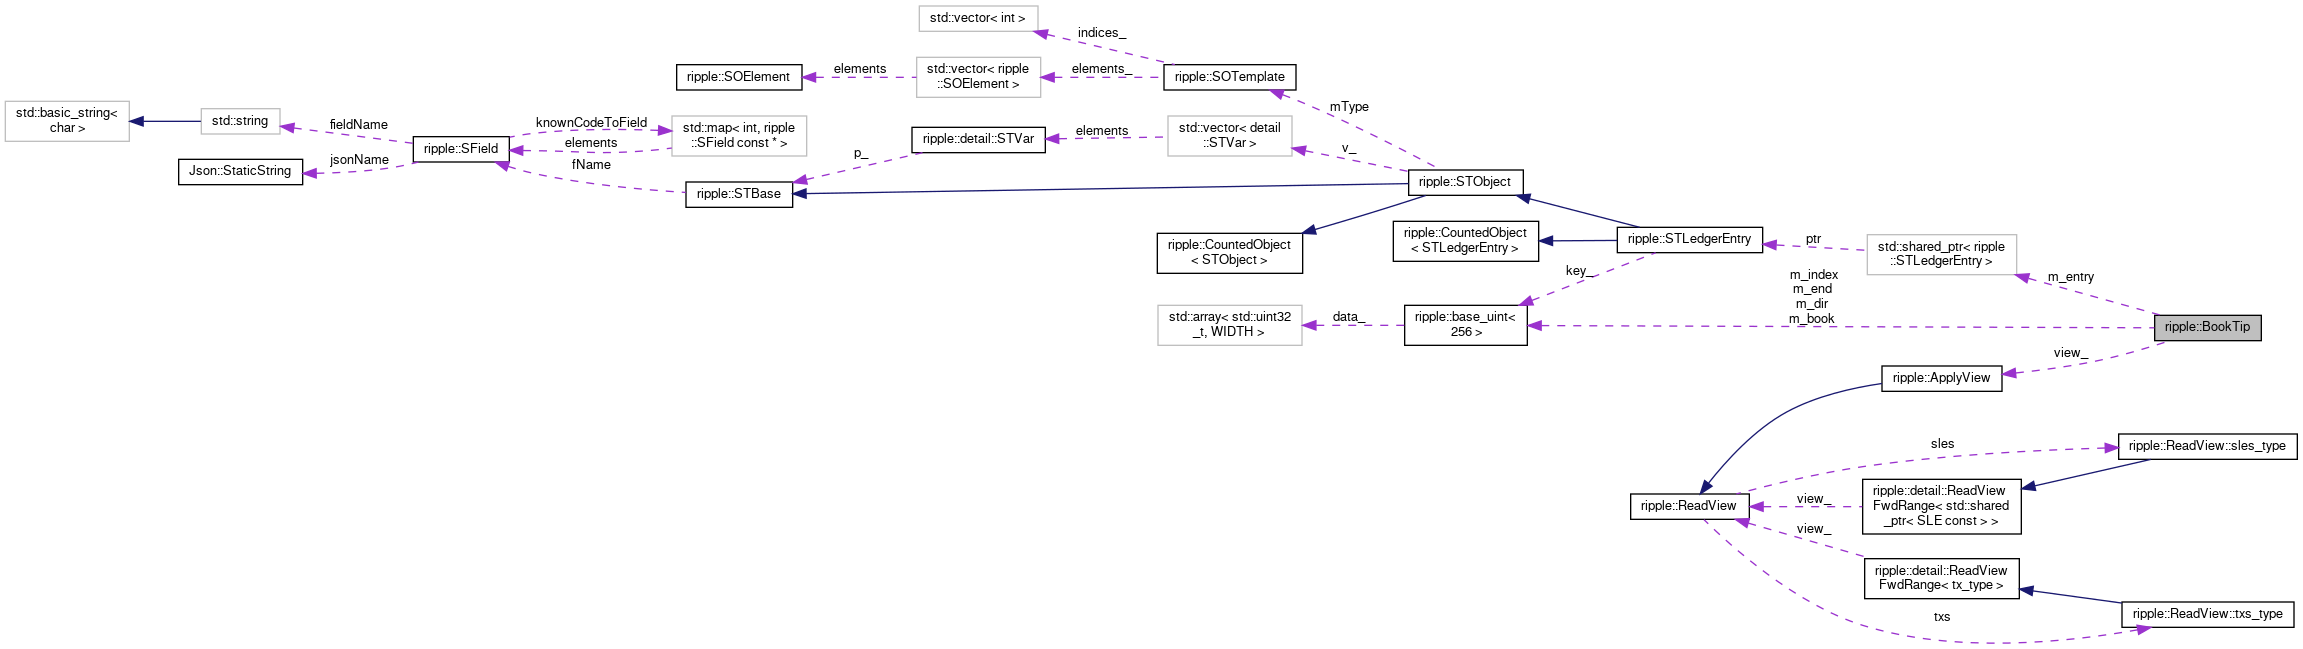 std::vector< int >
indices_
ripple::SOElement
elements
std::vector< ripple
::SOElement >
elements_
ripple::SOTemplate
std::basic_string<
char >
std::string
fieldName
knownCodeToField
elements
std::map< int, ripple
::SField const * >
ripple::SField
fName
jsonName
Json::StaticString
ripple::detail::STVar
elements
std::vector< detail
::STVar >
mType
v_
p_
ripple::STBase
ripple::STObject
ripple::CountedObject
< STObject >
ripple::CountedObject
< STLedgerEntry >
ripple::STLedgerEntry
ptr
std::shared_ptr< ripple
::STLedgerEntry >
m_entry
key_
m_index
m_end
m_dir
m_book
std::array< std::uint32
_t, WIDTH >
data_
ripple::base_uint<
256 >
ripple::BookTip
view_
ripple::ApplyView
sles
ripple::ReadView::sles_type
ripple::ReadView
view_
ripple::detail::ReadView
FwdRange< std::shared
_ptr< SLE const > >
view_
ripple::detail::ReadView
FwdRange< tx_type >
txs
ripple::ReadView::txs_type